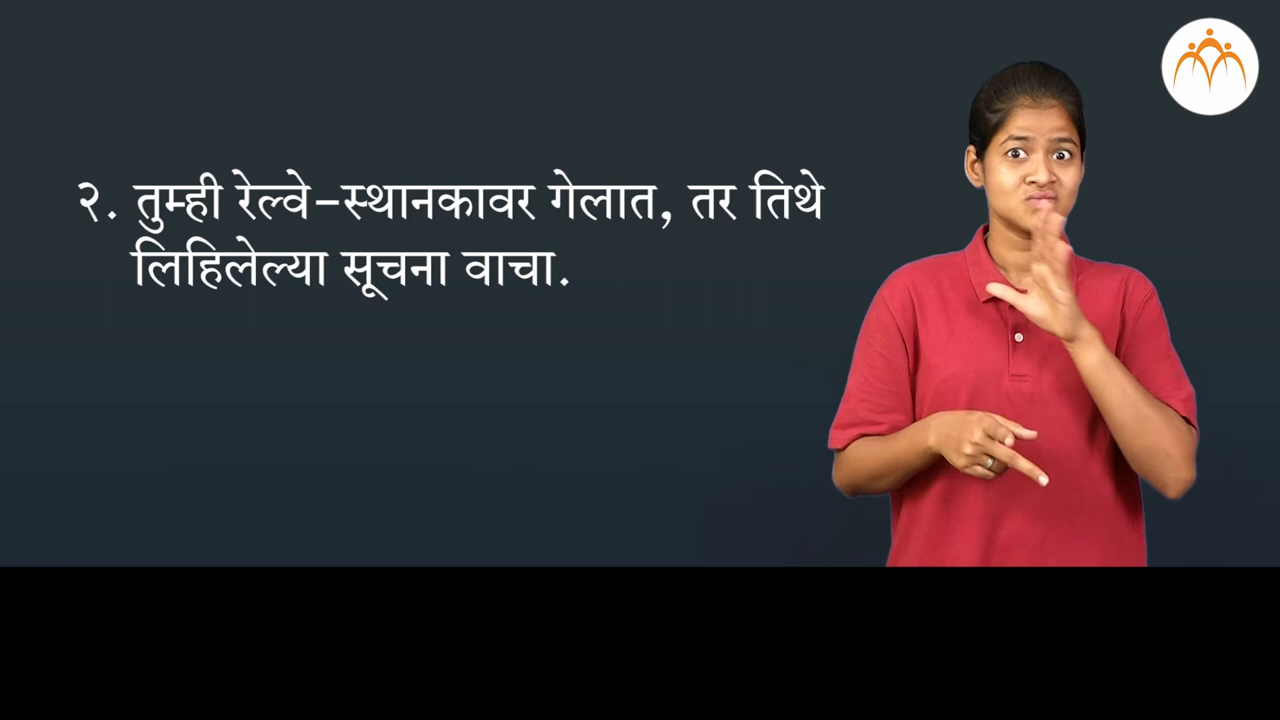 २. तुम्ही रेल्वे-स्थानकावर गेलात, तर तिथे
लिहिलेल्या सूचना वाचा.